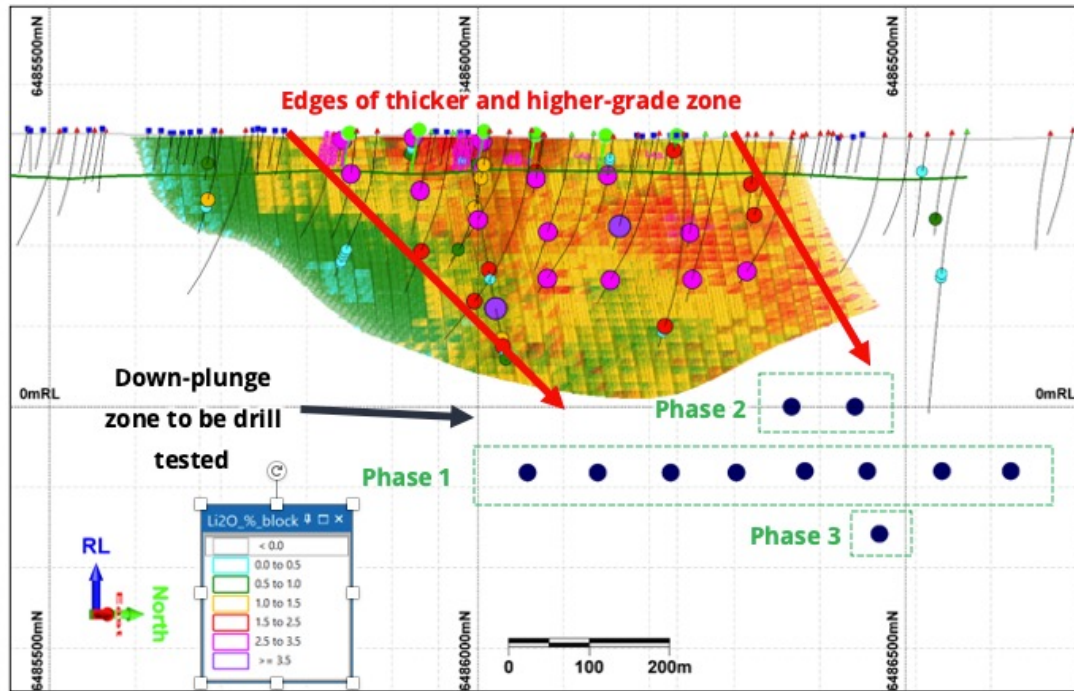 6485500mN
6486000mN
6486500mN
Edges of thicker and higher-grade zone
0mRL
0mRL
Down-plunge
zone to be drill
tested
Phase 2
Phase 1
Phase 3
Li2O_%_block
< 0.0
0.0 to 0.5
0.5 to 1.0
1.0 to 1.5
1.5 to 2.5
2.5 to 3.5
>= 3.5
RL
East
North
0 100 200m
6485500mN
6486000mN
6486500mN